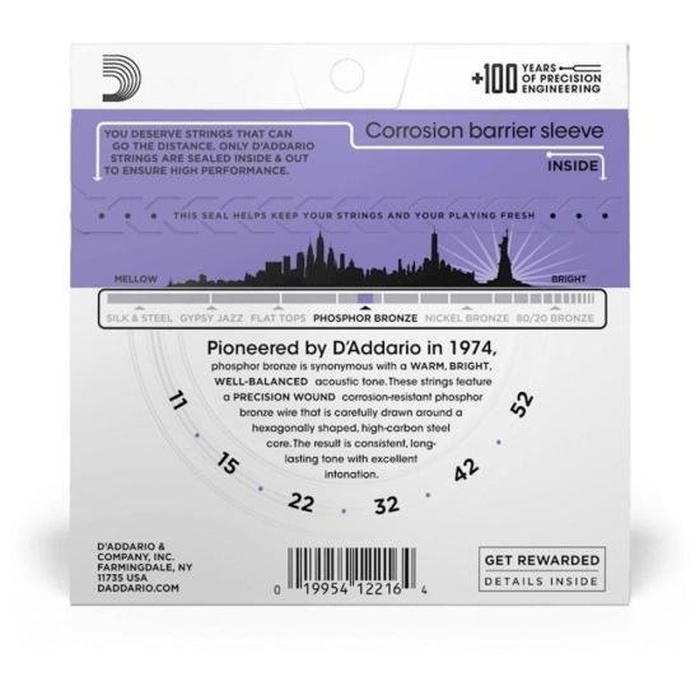 +100 YEARS
OF PRECISION
ENGINEERING
YOU DESERVE STRINGS THAT CAN
GO THE DISTANCE. ONLY D'ADDARIO
STRINGS ARE SEALED INSIDE & OUT
TO ENSURE HIGH PERFORMANCE.
Corrosion barrier sleeve
INSIDE
THIS SEAL HELPS KEEP YOUR STRINGS AND YOUR PLAYING FRESH
MELLOW BRIGHT
SILK & STEEL GYPSY JAZZ FLAT TOPS PHOSPHOR BRONZE NICKEL BRONZE 80/20 BRONZE
Pioneered by D'Addario in 1974,
phosphor bronze is synonymous with a WARM, BRIGHT,
WELL-BALANCED acoustic tone. These strings feature
a PRECISION WOUND corrosion-resistant phosphor
bronze wire that is carefully drawn around a
hexagonally shaped, high-carbon steel
core. The result is consistent, long-
lasting tone with excellent
intonation.
11 • 15 • 22 • 32 • 42 • 52
D'ADDARIO &
COMPANY, INC.
FARMINGDALE, NY
11735 USA
DADDARIO.COM
0 19954 12216 4
GET REWARDED
DETAILS INSIDE